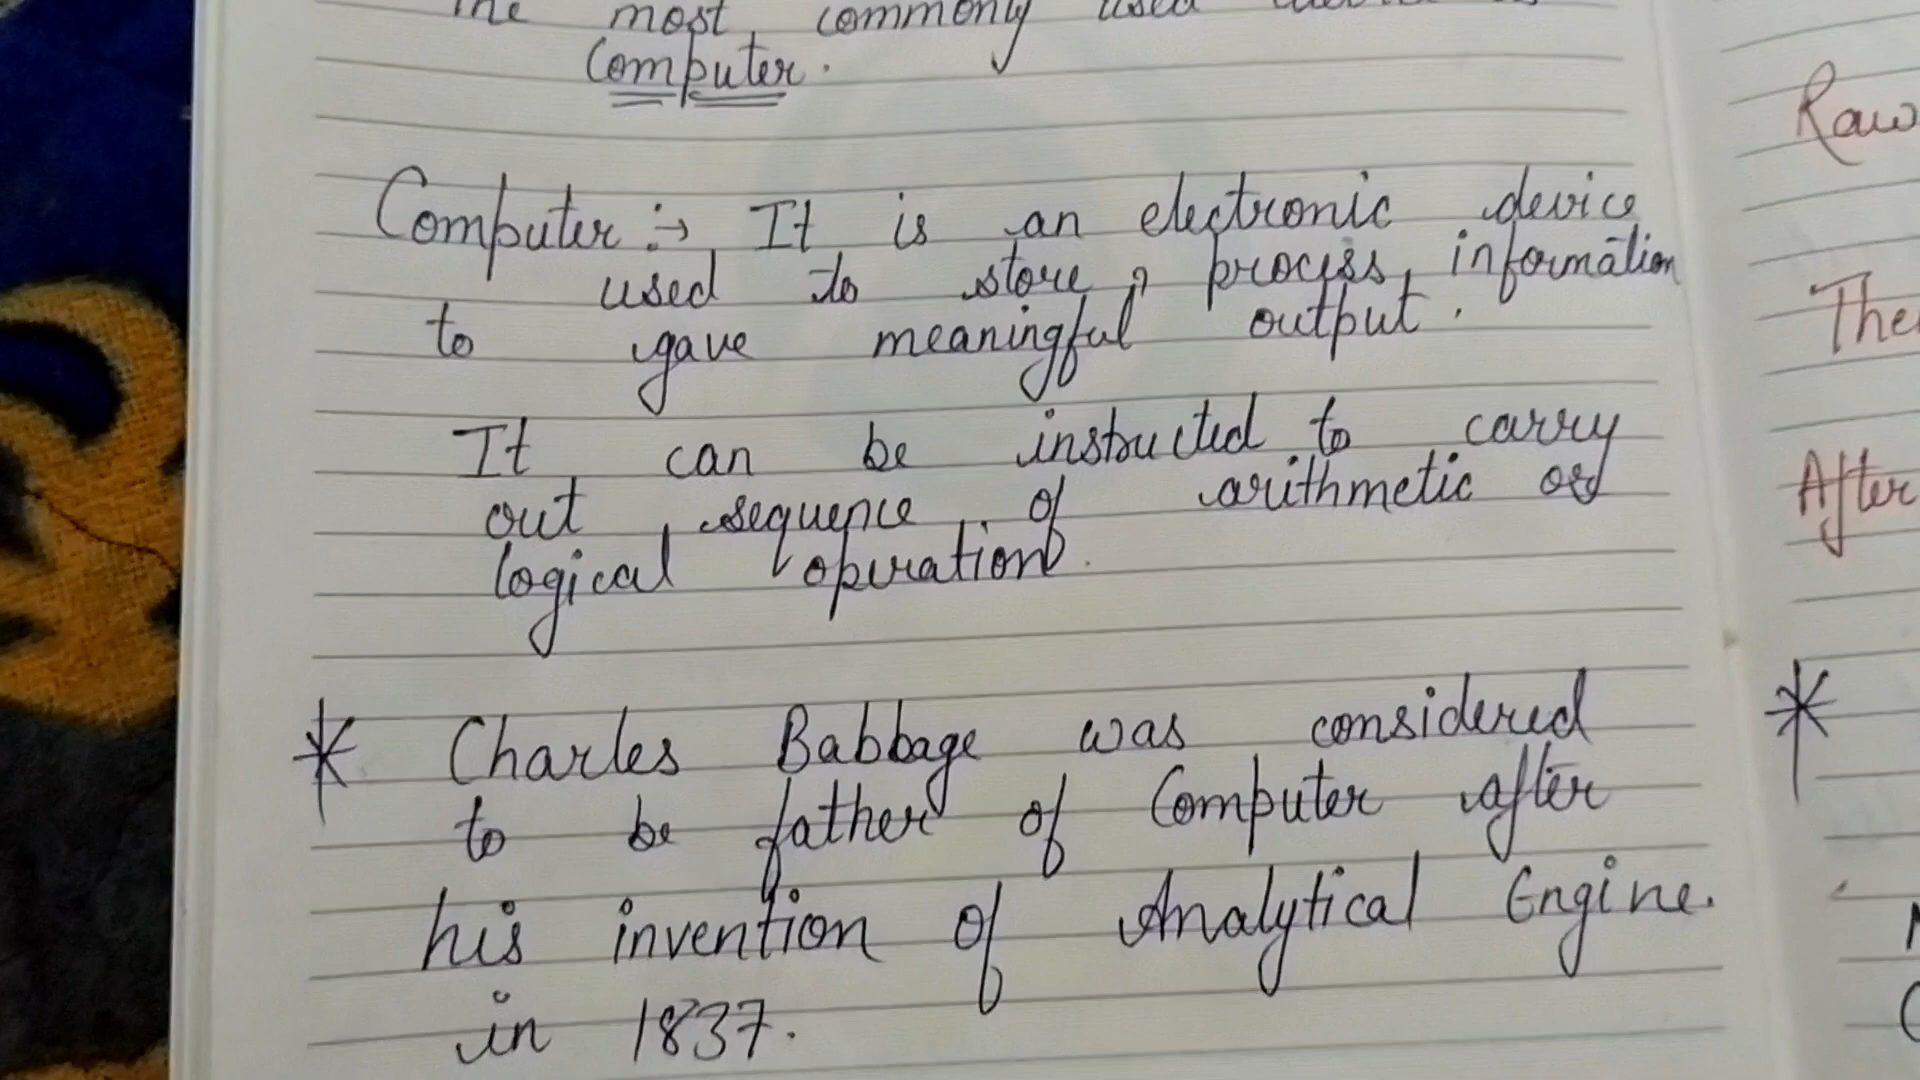 The most commonly used
Computer.
Computer :→ It is an electronic device
used to store, process, information
to gave meaningful output.
It can be instructed to carry
out sequence of arithmetic or
logical operation.
* Charles Babbage was considered
to be father of Computer after
his invention of Analytical Engine.
in 1837.
Raw
The
After
*